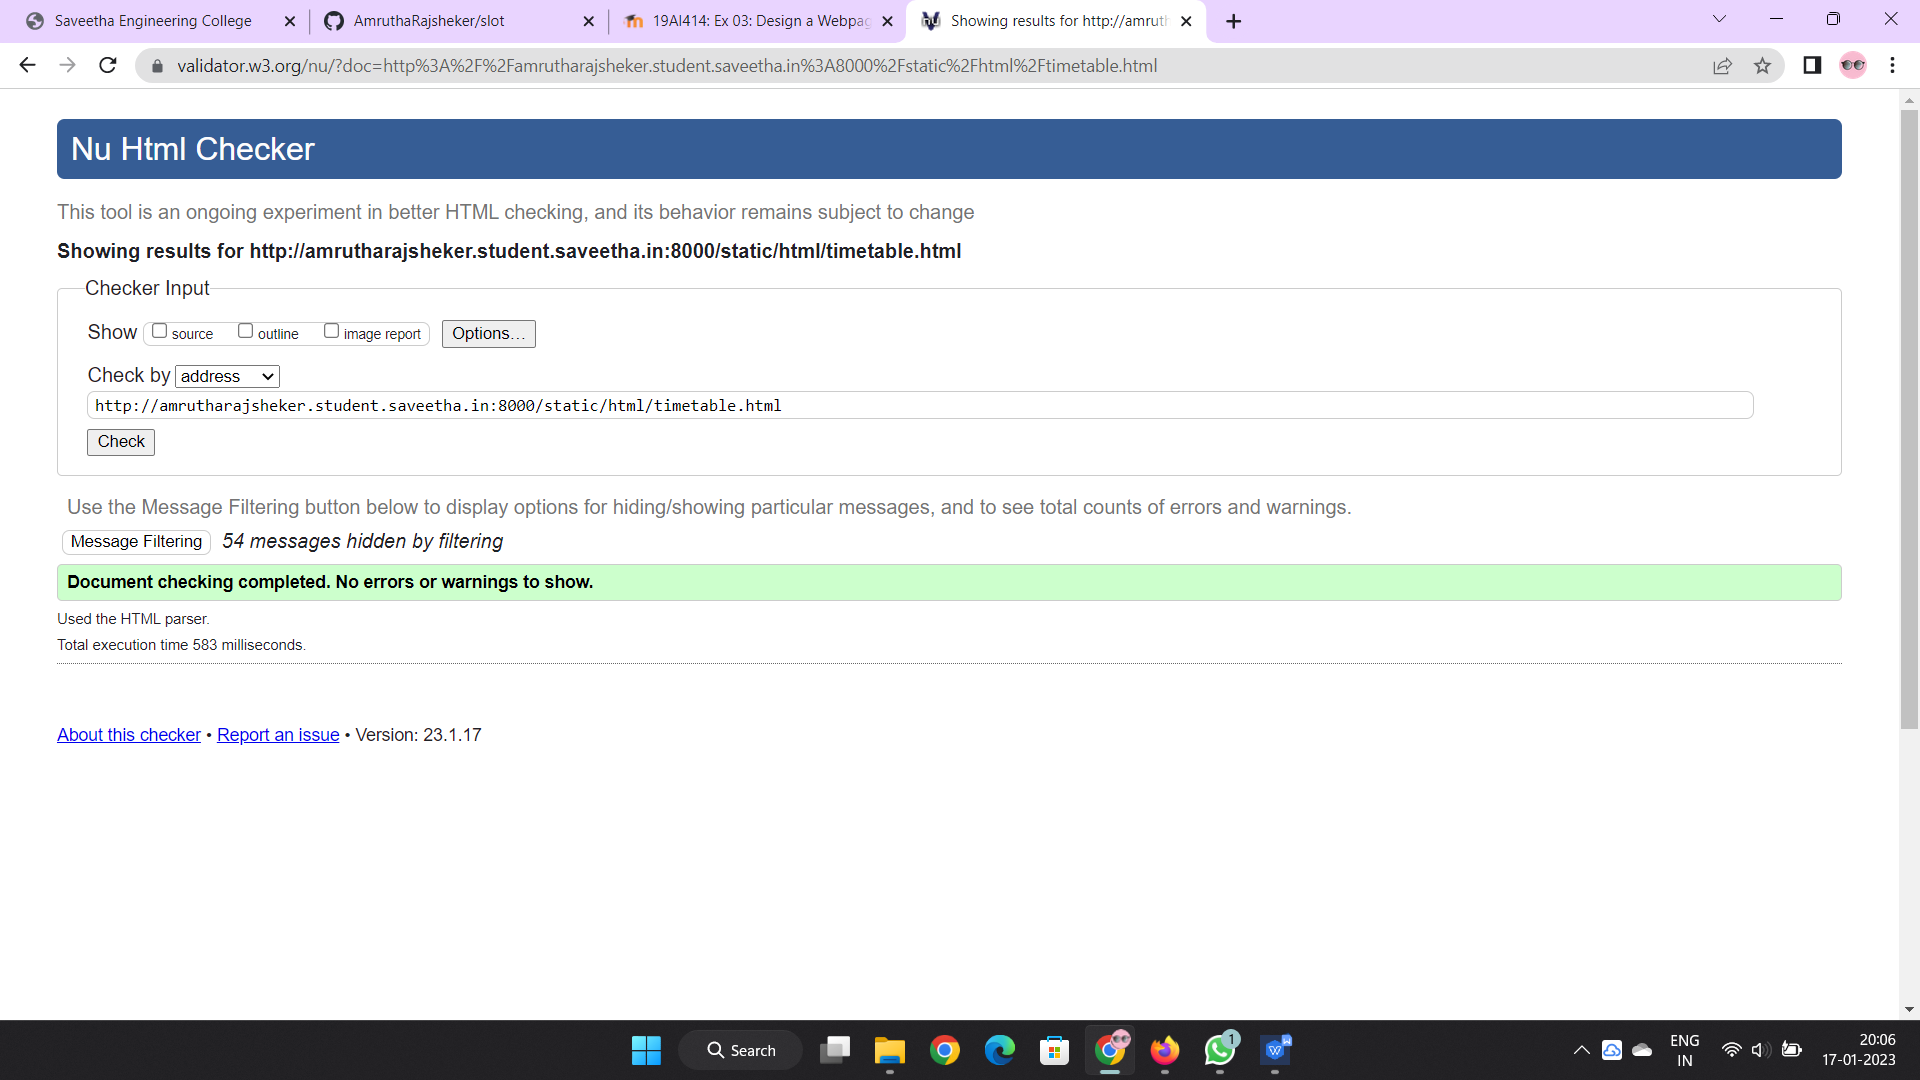 Saveetha Engineering College
AmruthaRajsheker/slot
19AI414: Ex 03: Design a Webpag
Showing results for http://amruth
validator.w3.org/nu/?doc=http%3A%2F%2Famrutharajsheker.student.saveetha.in%3A8000%2Fstatic%2Fhtml%2Ftimetable.html
Nu Html Checker
This tool is an ongoing experiment in better HTML checking, and its behavior remains subject to change
Showing results for http://amrutharajsheker.student.saveetha.in:8000/static/html/timetable.html
Checker Input
Show source outline image report Options...
Check by address
http://amrutharajsheker.student.saveetha.in:8000/static/html/timetable.html
Check
Use the Message Filtering button below to display options for hiding/showing particular messages, and to see total counts of errors and warnings.
Message Filtering 54 messages hidden by filtering
Document checking completed. No errors or warnings to show.
Used the HTML parser.
Total execution time 583 milliseconds.
About this checker • Report an issue • Version: 23.1.17
Search
1
ENG
IN
20:06
17-01-2023